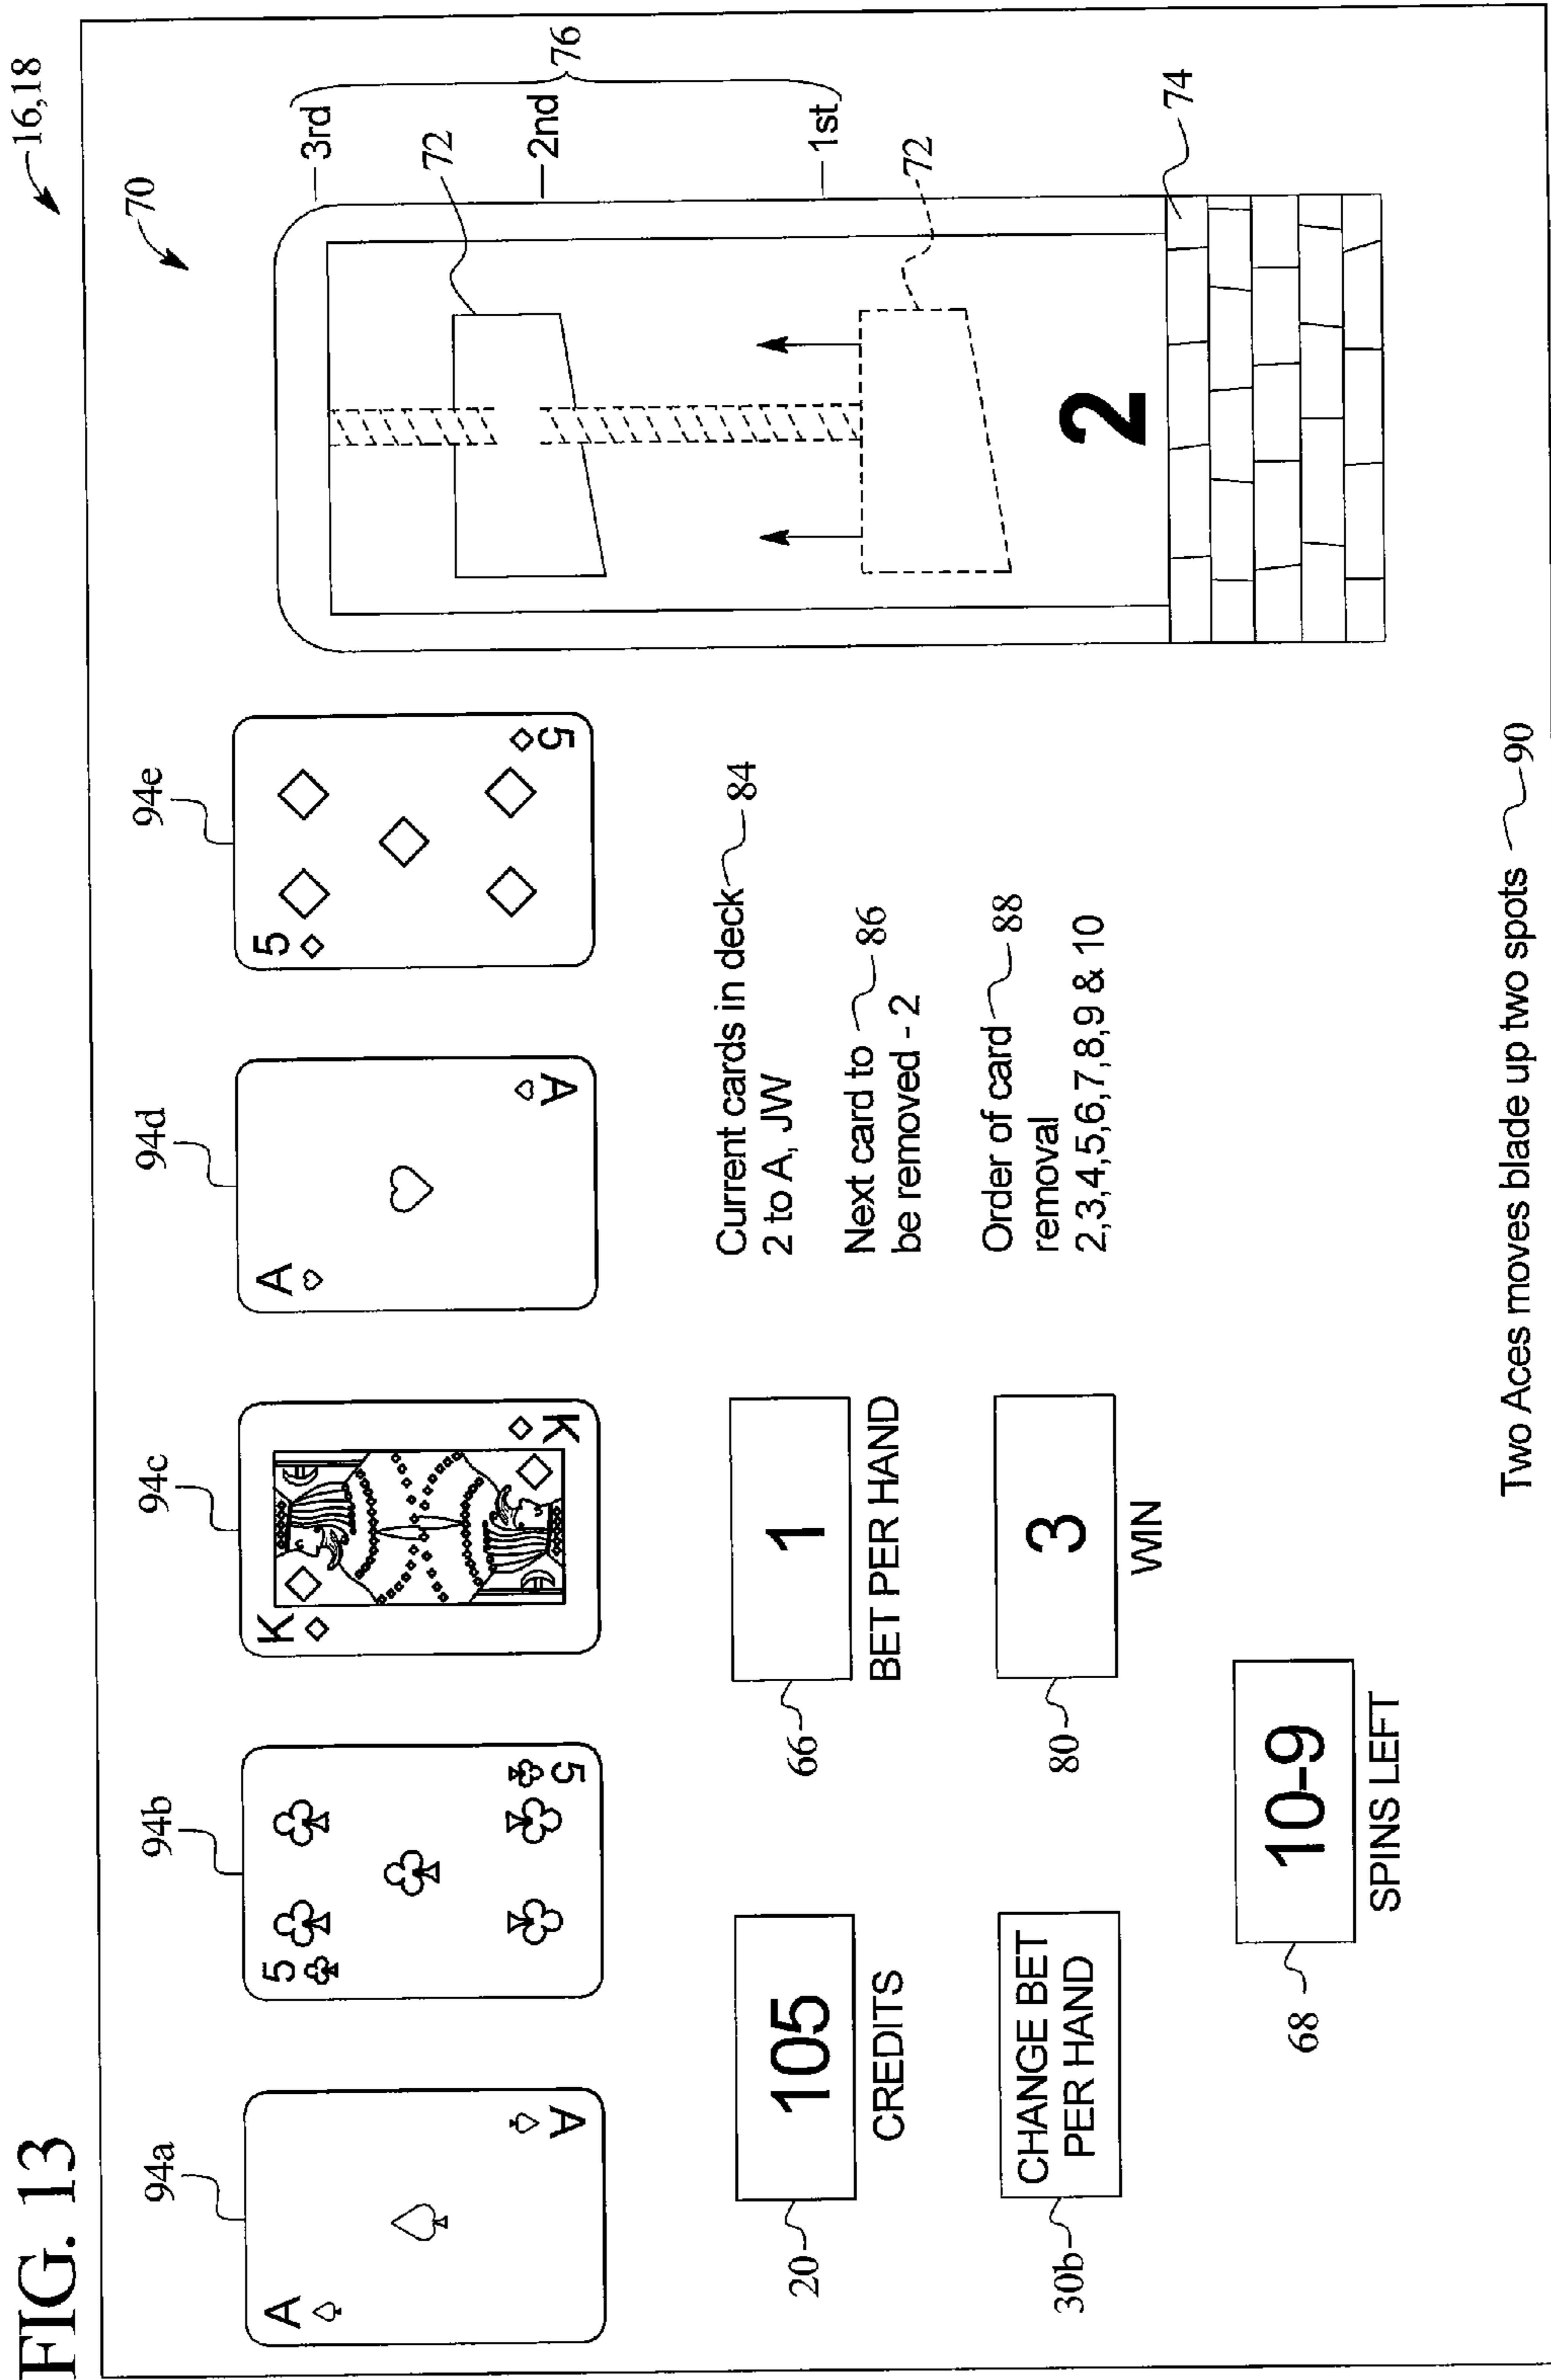 FIG. 13
16,18
94a
94b
94c
94d
94e
70
A
A
5
5
K
K
A
A
5
5
3rd
2nd
1st
76
72
72
74
2
20
105
CREDITS
66
1
BET PER HAND
Current cards in deck 84
2 to A, JW
Next card to 86
be removed - 2
Order of card 88
removal
2,3,4,5,6,7,8,9 & 10
30b
CHANGE BET
PER HAND
80
3
WIN
68
10-9
SPINS LEFT
Two Aces moves blade up two spots 90